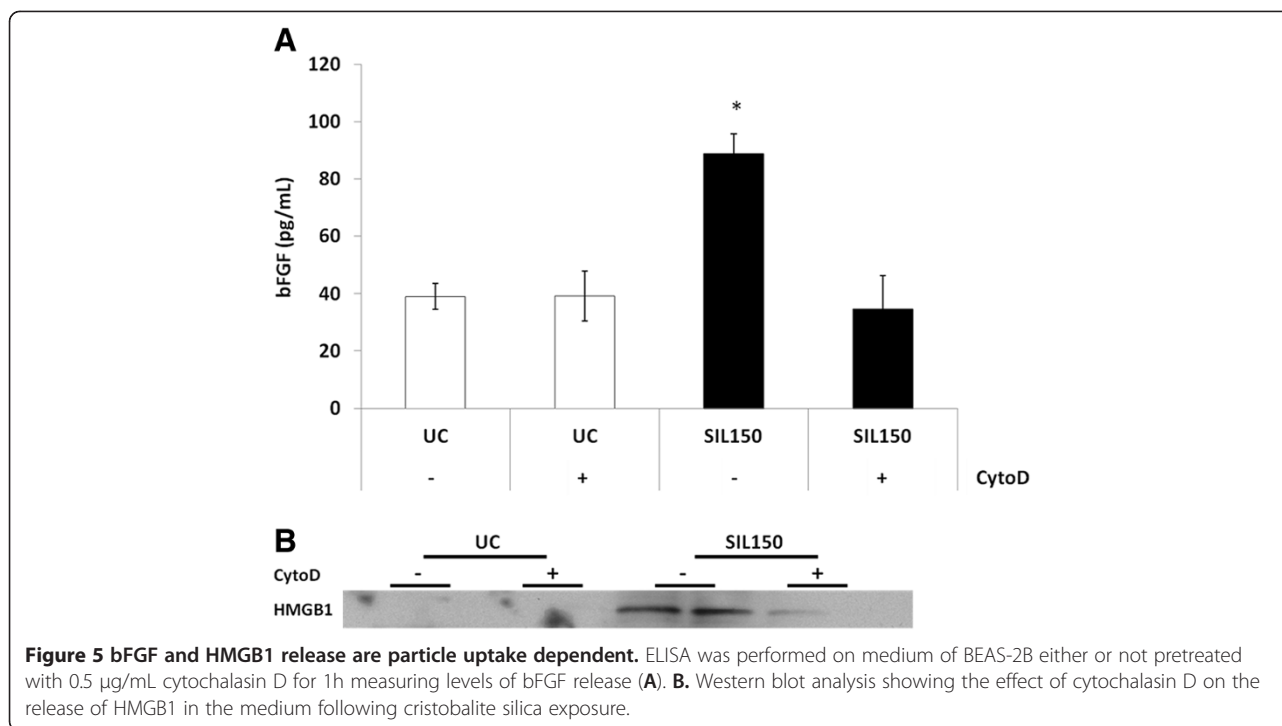 A
120
100
80
60
40
20
0
bFGF (pg/mL)
*
UC UC SIL150 SIL150
- + - + CytoD
B
UC SIL150
CytoD - + - +
HMGB1
Figure 5 bFGF and HMGB1 release are particle uptake dependent. ELISA was performed on medium of BEAS-2B either or not pretreated
with 0.5 μg/mL cytochalasin D for 1h measuring levels of bFGF release (A). B. Western blot analysis showing the effect of cytochalasin D on the
release of HMGB1 in the medium following cristobalite silica exposure.